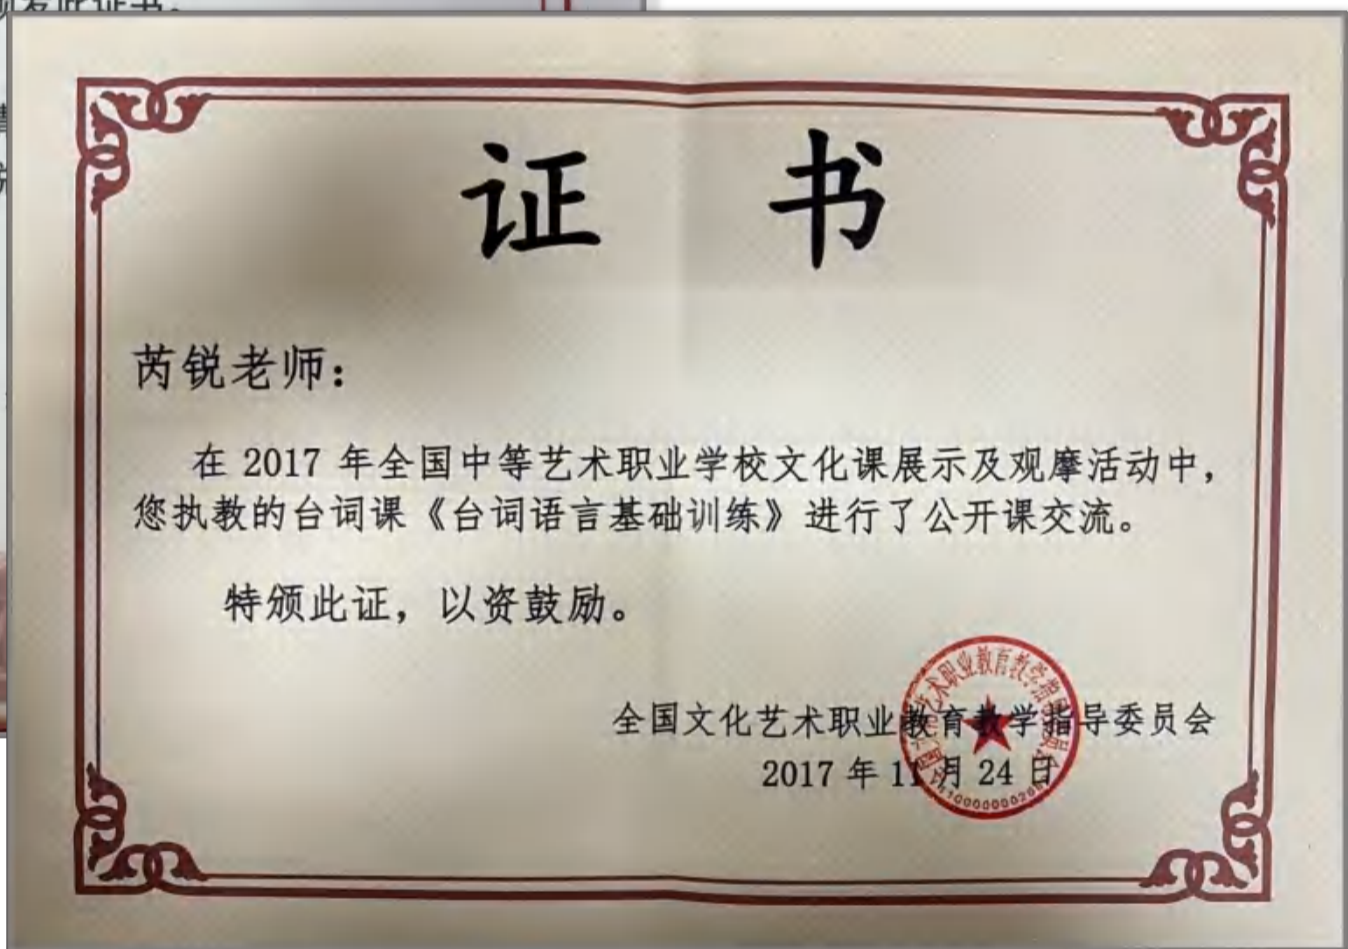 发此证书。
证 书
芮锐老师：
在 2017 年全国中等艺术职业学校文化课展示及观摩活动中，
您执教的台词课《台词语言基础训练》进行了公开课交流。
特颁此证，以资鼓励。
全国文化艺术职业教育教学指导委员会
2017 年 11 月 24 日